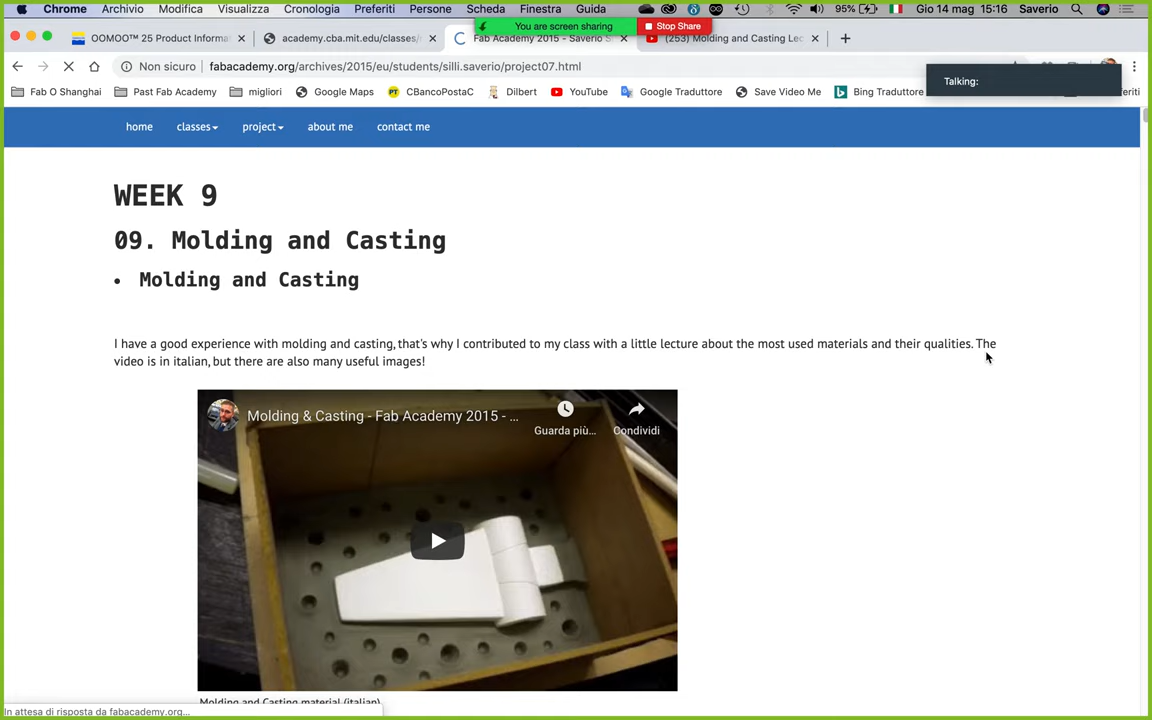 Chrome Archivio Modifica Visualizza Cronologia Preferiti Persone Scheda Finestra Guida 95% Gio 14 mag 15:16 Saverio
You are screen sharing Stop Share
OOMOO™ 25 Product Informa academy.cba.mit.edu/classes/ Fab Academy 2015 - Saverio S (253) Molding and Casting Lec
Non sicuro fabacademy.org/archives/2015/eu/students/silli.saverio/project07.html
Talking:
Fab O Shanghai Past Fab Academy migliori Google Maps CBancoPostaC Dilbert YouTube Google Traduttore Save Video Me Bing Traduttore
home classes project about me contact me
WEEK 9
09. Molding and Casting
• Molding and Casting
I have a good experience with molding and casting, that's why I contributed to my class with a little lecture about the most used materials and their qualities. The
video is in italian, but there are also many useful images!
Molding & Casting - Fab Academy 2015 - ...
Guarda più... Condividi
Molding and Casting material (italian)
In attesa di risposta da fabacademy.org...